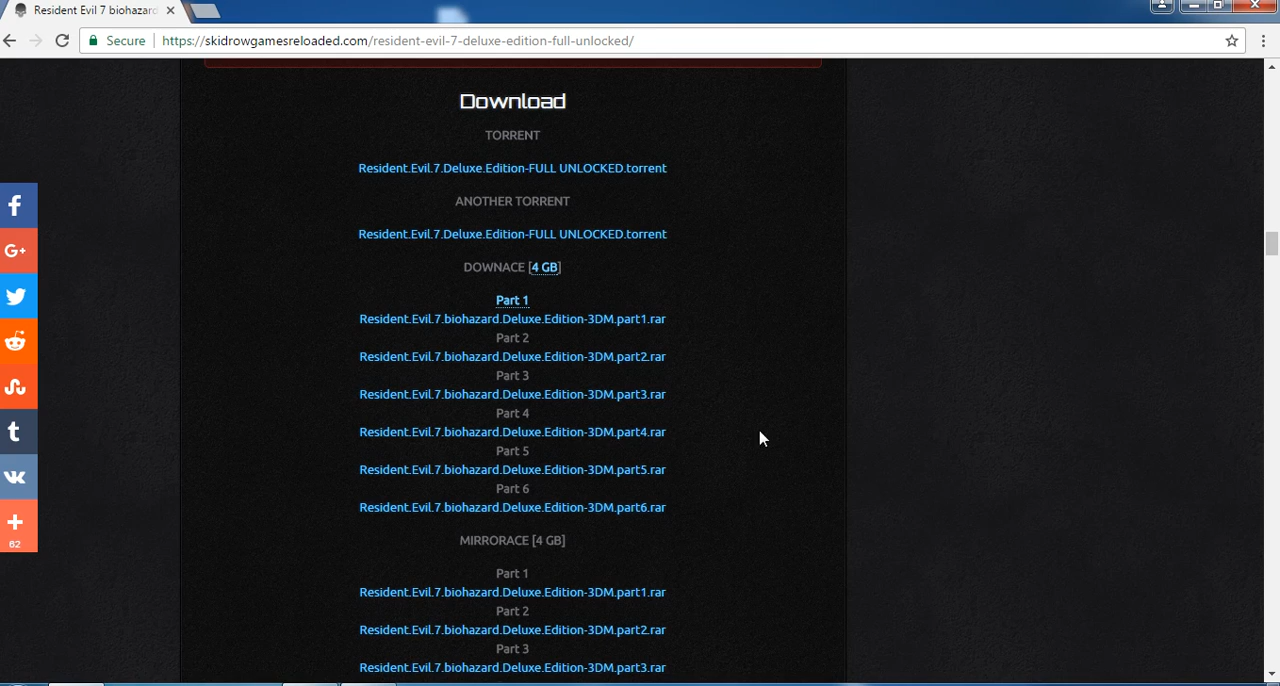 Resident Evil 7 biohazard
Secure
https://skidrowgamesreloaded.com/resident-evil-7-deluxe-edition-full-unlocked/
Download
TORRENT
Resident.Evil.7.Deluxe.Edition-FULL UNLOCKED.torrent
ANOTHER TORRENT
Resident.Evil.7.Deluxe.Edition-FULL UNLOCKED.torrent
DOWNACE [4 GB]
Part 1
Resident.Evil.7.biohazard.Deluxe.Edition-3DM.part1.rar
Part 2
Resident.Evil.7.biohazard.Deluxe.Edition-3DM.part2.rar
Part 3
Resident.Evil.7.biohazard.Deluxe.Edition-3DM.part3.rar
Part 4
Resident.Evil.7.biohazard.Deluxe.Edition-3DM.part4.rar
Part 5
Resident.Evil.7.biohazard.Deluxe.Edition-3DM.part5.rar
Part 6
Resident.Evil.7.biohazard.Deluxe.Edition-3DM.part6.rar
MIRRORACE [4 GB]
Part 1
Resident.Evil.7.biohazard.Deluxe.Edition-3DM.part1.rar
Part 2
Resident.Evil.7.biohazard.Deluxe.Edition-3DM.part2.rar
Part 3
Resident.Evil.7.biohazard.Deluxe.Edition-3DM.part3.rar
f
G+
t
62